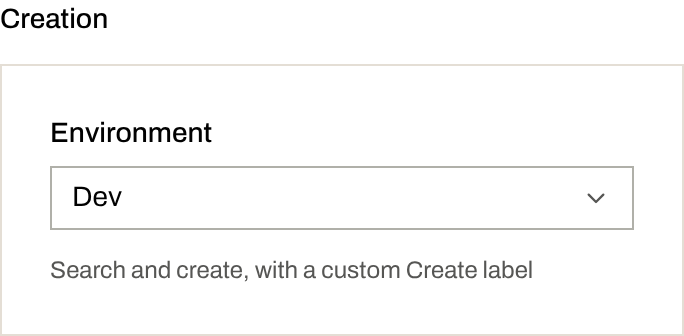 Creation
Environment
Dev
Search and create, with a custom Create label